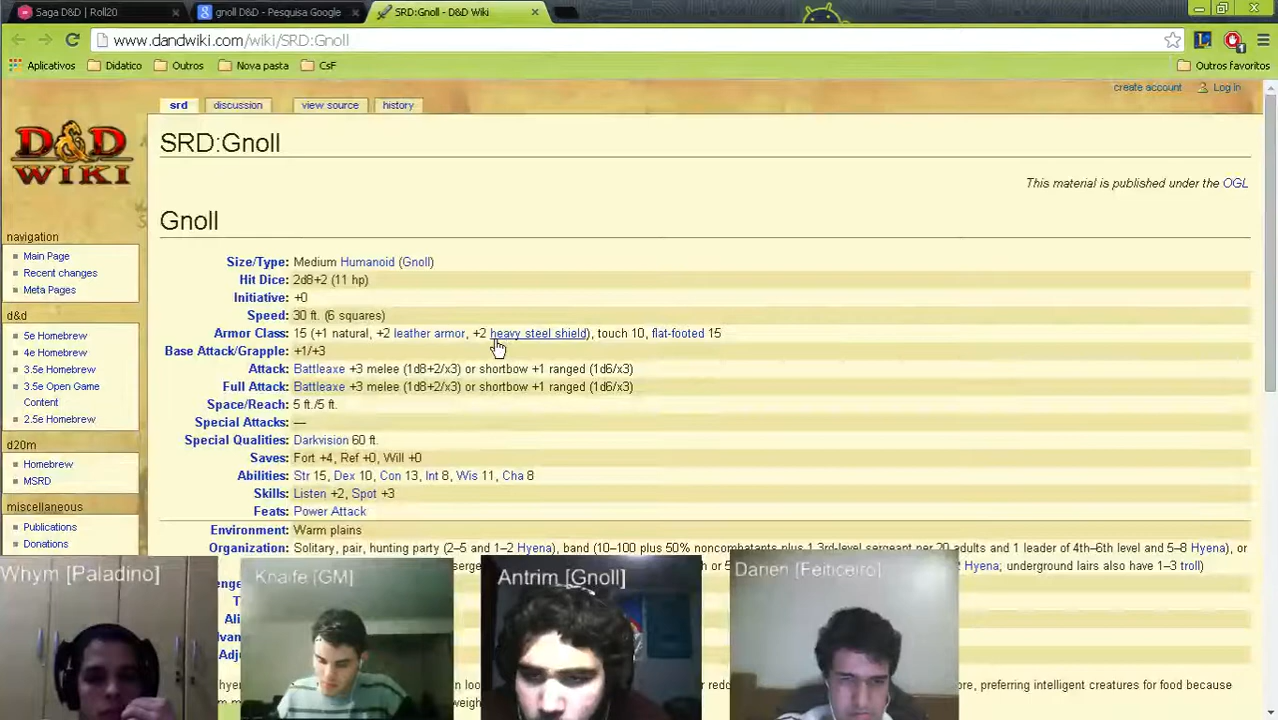 Saga D&D | Roll20
gnoll D&D - Pesquisa Google
SRD:Gnoll - D&D Wiki
www.dandwiki.com/wiki/SRD:Gnoll
Aplicativos Didatico Outros Nova pasta CsF Outros favoritos
create account Log in
srd discussion view source history
D&D WIKI
SRD:Gnoll
This material is published under the OGL
Gnoll
navigation
Main Page
Recent changes
Meta Pages
d&d
5e Homebrew
4e Homebrew
3.5e Homebrew
3.5e Open Game
Content
2.5e Homebrew
d20m
Homebrew
MSRD
miscellaneous
Publications
Donations
Size/Type: Medium Humanoid (Gnoll)
Hit Dice: 2d8+2 (11 hp)
Initiative: +0
Speed: 30 ft. (6 squares)
Armor Class: 15 (+1 natural, +2 leather armor, +2 heavy steel shield), touch 10, flat-footed 15
Base Attack/Grapple: +1/+3
Attack: Battleaxe +3 melee (1d8+2/x3) or shortbow +1 ranged (1d6/x3)
Full Attack: Battleaxe +3 melee (1d8+2/x3) or shortbow +1 ranged (1d6/x3)
Space/Reach: 5 ft./5 ft.
Special Attacks: —
Special Qualities: Darkvision 60 ft.
Saves: Fort +4, Ref +0, Will +0
Abilities: Str 15, Dex 10, Con 13, Int 8, Wis 11, Cha 8
Skills: Listen +2, Spot +3
Feats: Power Attack
Environment: Warm plains
Organization: Solitary, pair, hunting party (2–5 and 1–2 Hyena), band (10–100 plus 50% noncombatants plus 1 3rd-level sergeant per 20 adults and 1 leader of 4th–6th level and 5–8 Hyena), or
Hyena; underground lairs also have 1–3 troll)
preferring intelligent creatures for food because
Whym [Paladino]
Knaife [GM]
Antrim [Gnoll]
Darien [Feiticeiro]